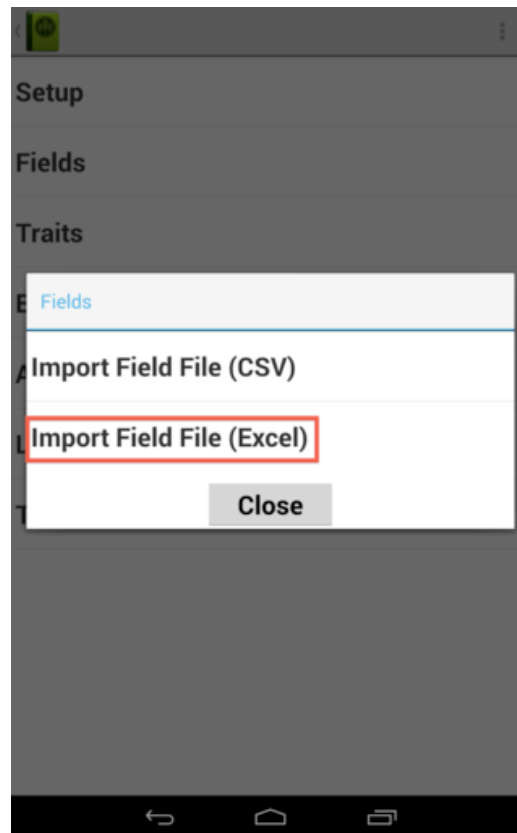 Setup
Fields
Traits
E
Fields
A
Import Field File (CSV)
L
Import Field File (Excel)
T
Close